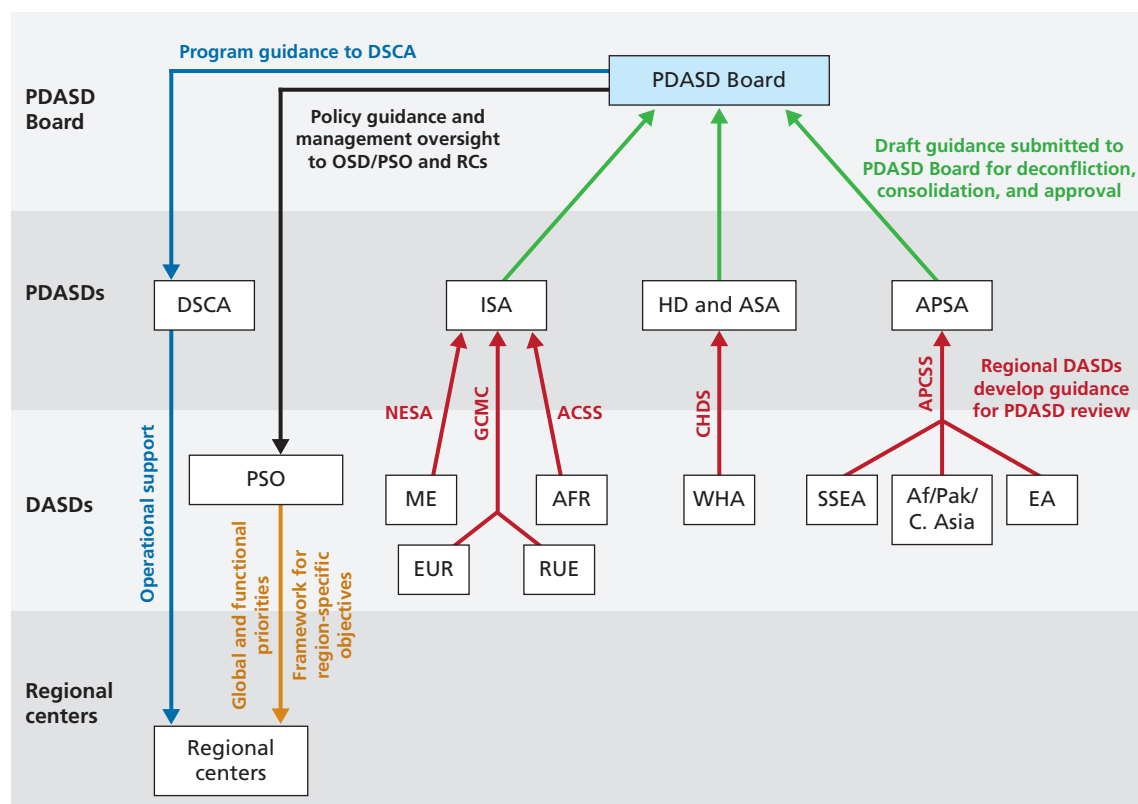 Program guidance to DSCA
PDASD Board
PDASD
Board
Policy guidance and
management oversight
to OSD/PSO and RCs
Draft guidance submitted to
PDASD Board for deconfliction,
consolidation, and approval
PDASDs
DSCA
ISA
HD and ASA
APSA
NESA
GCMC
ACSS
CHDS
APCSS
Regional DASDs
develop guidance
for PDASD review
DASDs
Operational support
PSO
ME
AFR
WHA
SSEA
Af/Pak/
C. Asia
EA
EUR
RUE
Global and functional
priorities
Framework for
region-specific
objectives
Regional
centers
Regional
centers